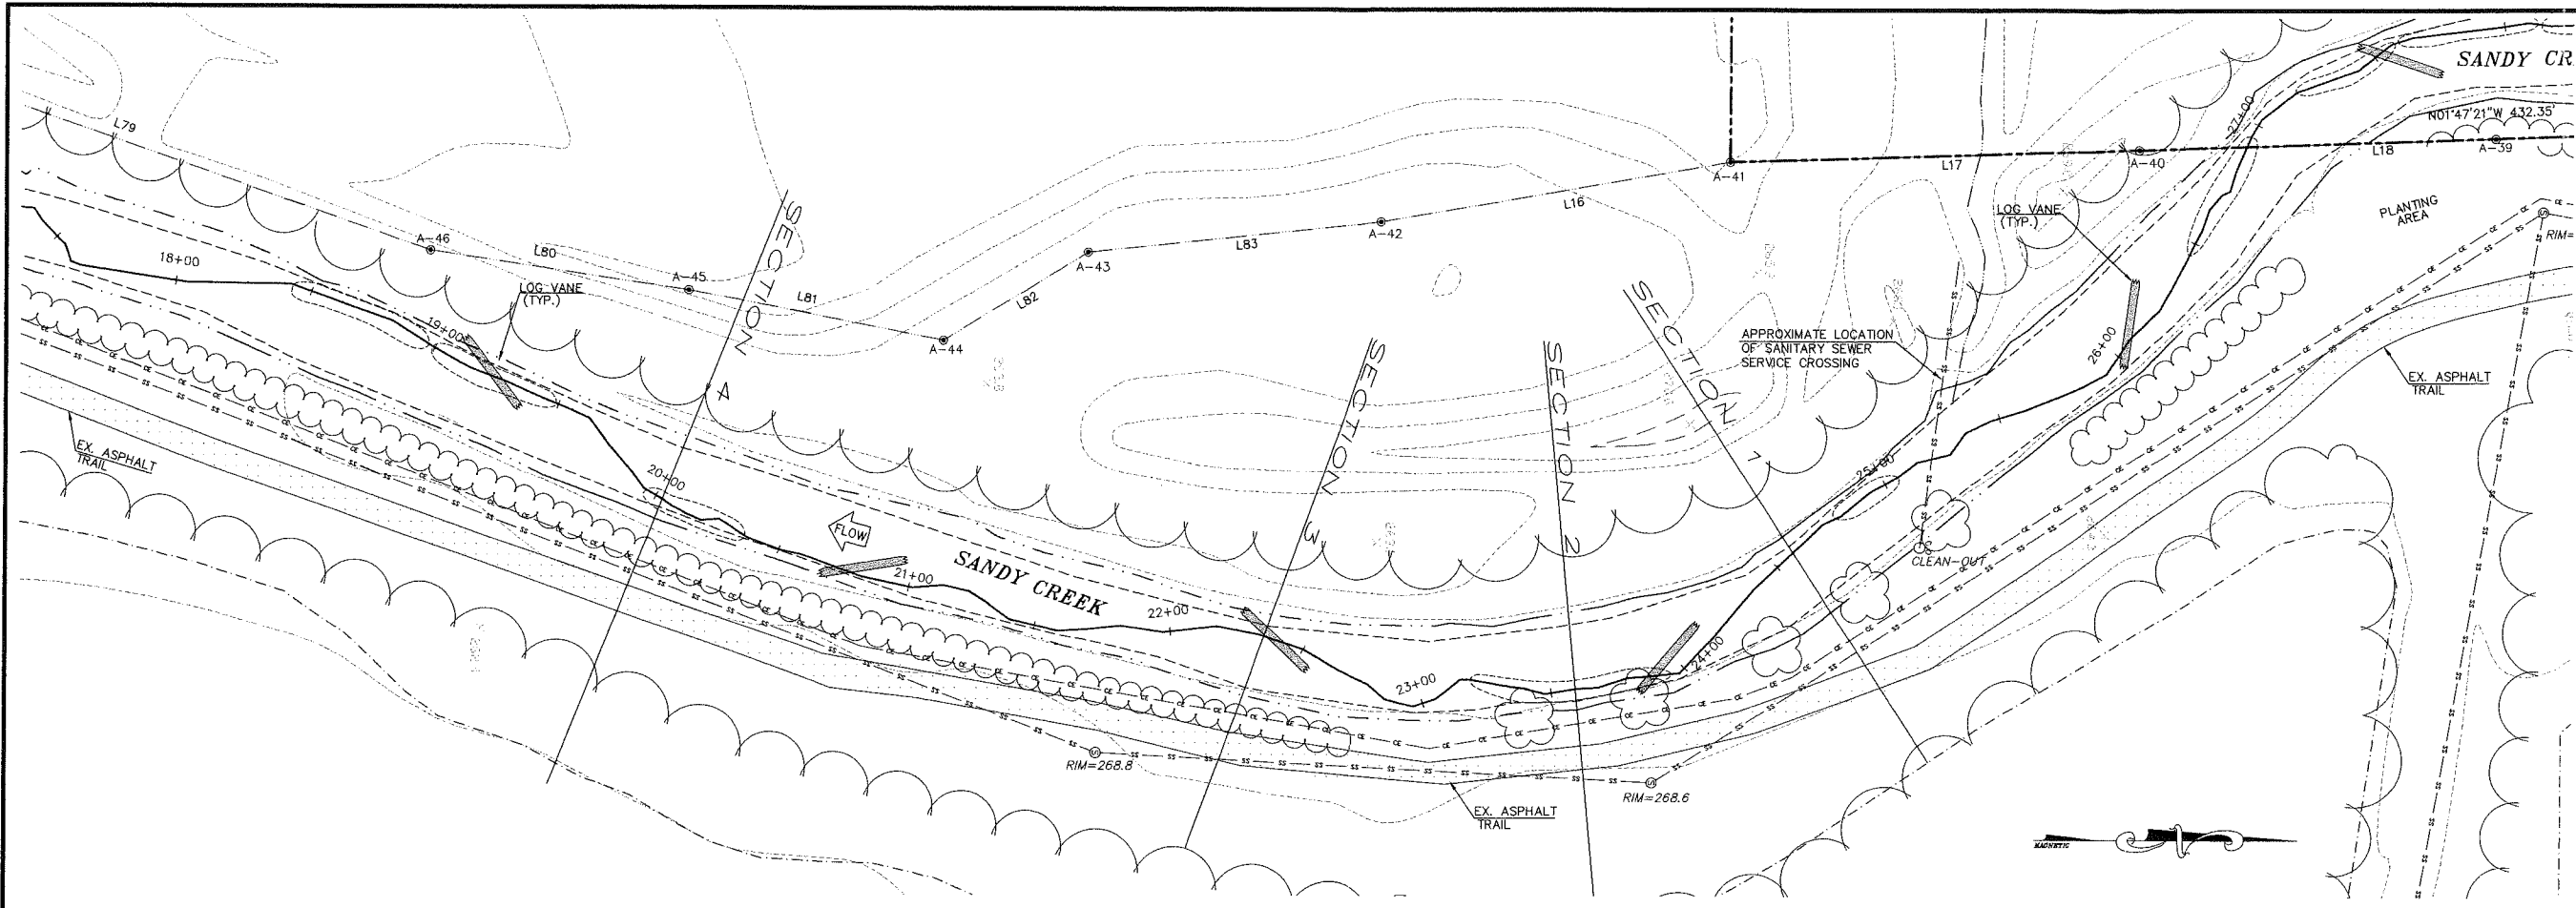 SANDY CR
N01°47'21"W 432.35'
L79
27+00
A-41
L17
A-40
L18
A-39
L16
PLANTING
AREA
LOG VANE
(TYP.)
A-46
L80
A-42
RIM=
18+00
L83
A-43
A-45
L81
L82
LOG VANE
(TYP.)
SECTION 4
19+00
A-44
SECTION 3
SECTION 2
SECTION 1
APPROXIMATE LOCATION
OF SANITARY SEWER
SERVICE CROSSING
26+00
EX. ASPHALT
TRAIL
EX. ASPHALT
TRAIL
20+00
25+00
FLOW
SANDY CREEK
21+00
22+00
CLEAN-OUT
24+00
23+00
RIM=268.8
RIM=268.6
EX. ASPHALT
TRAIL
MAGNETIC